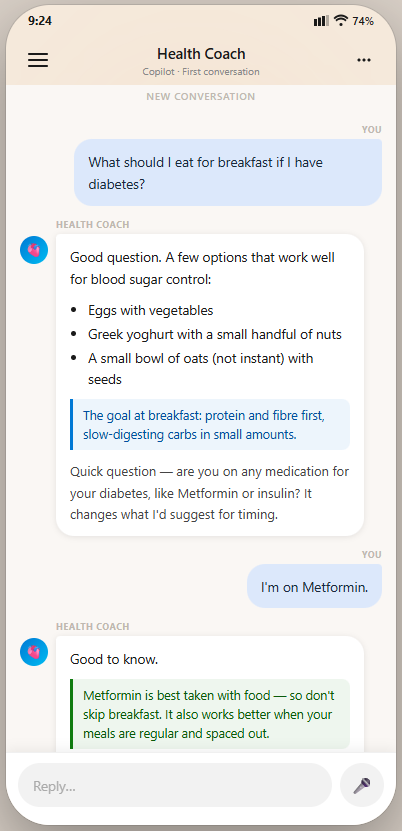 9:24
74%
Health Coach
Copilot · First conversation
NEW CONVERSATION
YOU
What should I eat for breakfast if I have
diabetes?
HEALTH COACH
Good question. A few options that work well
for blood sugar control:
• Eggs with vegetables
• Greek yoghurt with a small handful of nuts
• A small bowl of oats (not instant) with
seeds
The goal at breakfast: protein and fibre first,
slow-digesting carbs in small amounts.
Quick question — are you on any medication for
your diabetes, like Metformin or insulin? It
changes what I'd suggest for timing.
YOU
I'm on Metformin.
HEALTH COACH
Good to know.
Metformin is best taken with food — so don't
skip breakfast. It also works better when your
meals are regular and spaced out.
Reply...